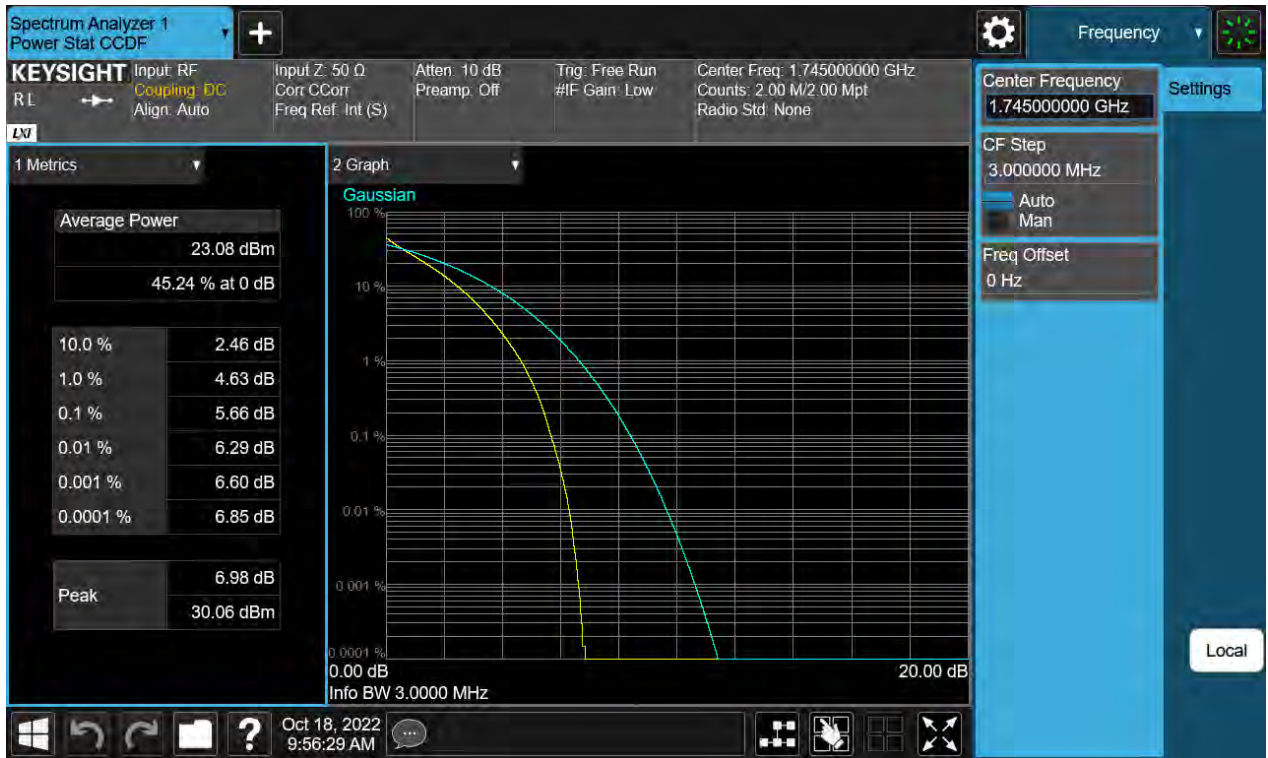 Spectrum Analyzer 1
Power Stat CCDF
+
Frequency
KEYSIGHT
RL
LXI
Input: RF
Coupling: DC
Align: Auto
Input Z: 50 Ω
Corr CCorr
Freq Ref: Int (S)
Atten: 10 dB
Preamp: Off
Trig: Free Run
#IF Gain: Low
Center Freq: 1.745000000 GHz
Counts: 2.00 M/2.00 Mpt
Radio Std: None
Center Frequency
1.745000000 GHz
Settings
CF Step
3.000000 MHz
Auto
Man
Freq Offset
0 Hz
Local
1 Metrics
Average Power
23.08 dBm
45.24 % at 0 dB
10.0 % 2.46 dB
1.0 % 4.63 dB
0.1 % 5.66 dB
0.01 % 6.29 dB
0.001 % 6.60 dB
0.0001 % 6.85 dB
Peak
6.98 dB
30.06 dBm
2 Graph
Gaussian
100 %
10 %
1 %
0.1 %
0.01 %
0.001 %
0.0001 %
0.00 dB 20.00 dB
Info BW 3.0000 MHz
?
Oct 18, 2022
9:56:29 AM